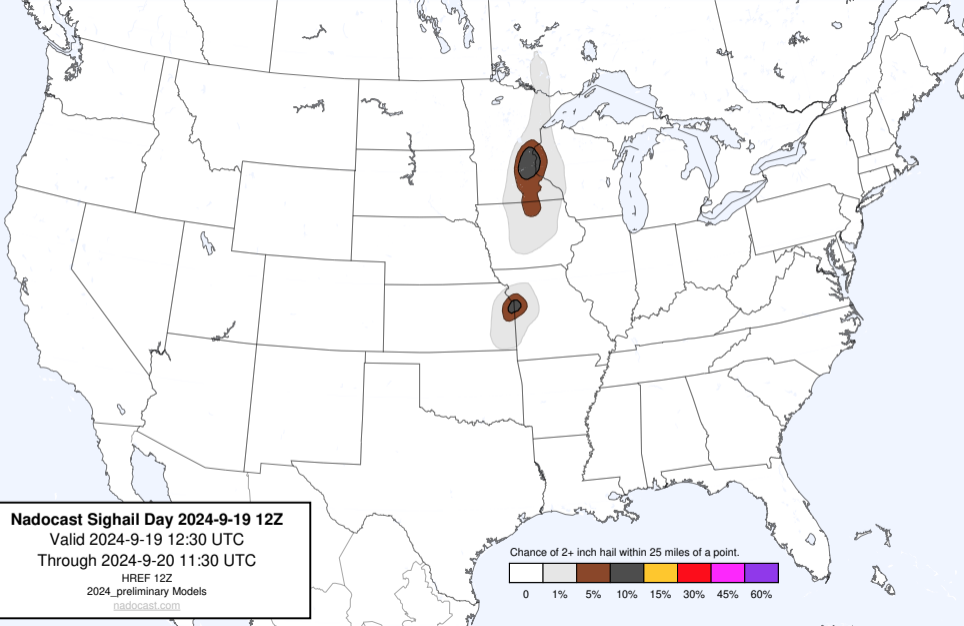 Nadocast Sighail Day 2024-9-19 12Z
Valid 2024-9-19 12:30 UTC
Through 2024-9-20 11:30 UTC
HREF 12Z
2024_preliminary Models
nadocast.com
Chance of 2+ inch hail within 25 miles of a point.
0 1% 5% 10% 15% 30% 45% 60%